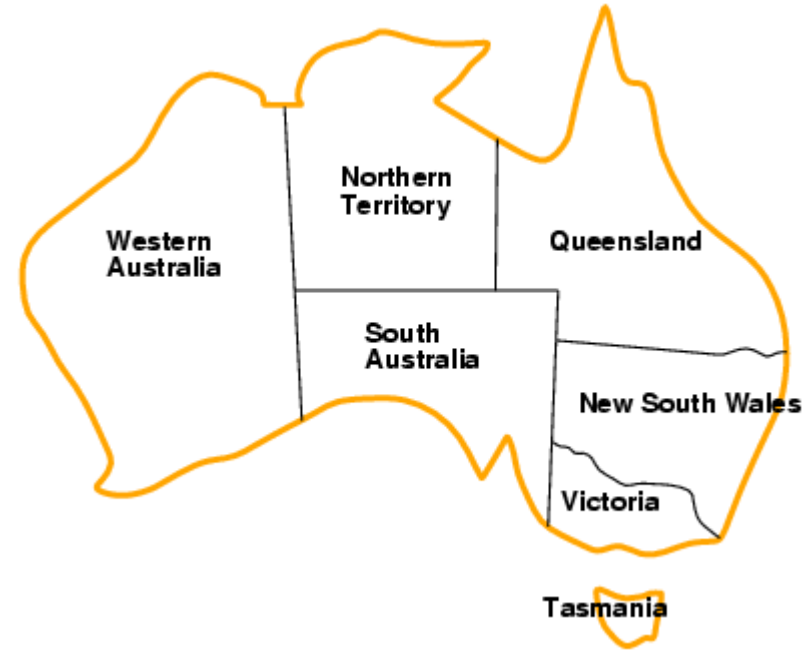 Northern
Territory
Western
Australia
Queensland
South
Australia
New South Wales
Victoria
Tasmania